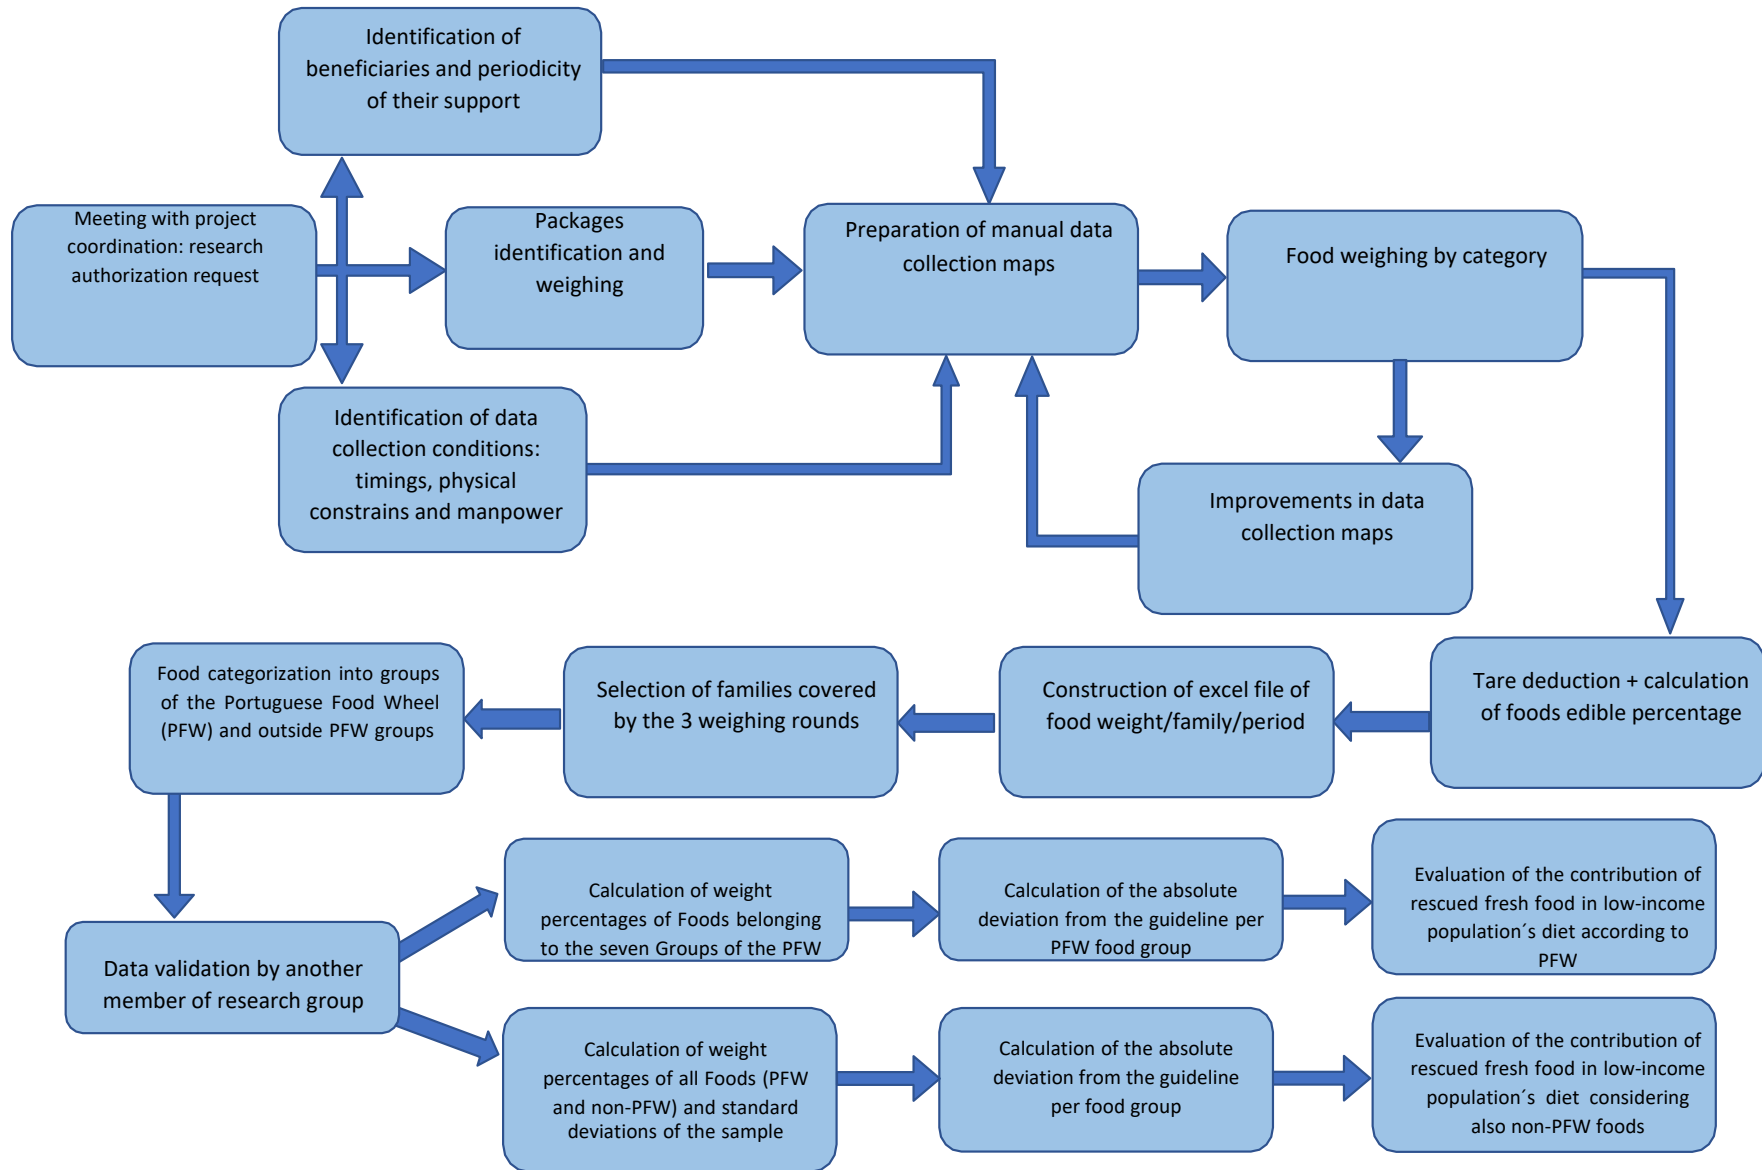 Identification of
beneficiaries and periodicity
of their support
Meeting with project
coordination: research
authorization request
Packages
identification and
weighing
Preparation of manual data
collection maps
Food weighing by category
Identification of data
collection conditions:
timings, physical
constrains and manpower
Improvements in data
collection maps
Food categorization into groups
of the Portuguese Food Wheel
(PFW) and outside PFW groups
Selection of families covered
by the 3 weighing rounds
Construction of excel file of
food weight/family/period
Tare deduction + calculation
of foods edible percentage
Data validation by another
member of research group
Calculation of weight
percentages of Foods belonging
to the seven Groups of the PFW
Calculation of the absolute
deviation from the guideline per
PFW food group
Evaluation of the contribution of
rescued fresh food in low-income
population´s diet according to
PFW
Calculation of weight
percentages of all Foods (PFW
and non-PFW) and standard
deviations of the sample
Calculation of the absolute
deviation from the guideline
per food group
Evaluation of the contribution of
rescued fresh food in low-income
population´s diet considering
also non-PFW foods